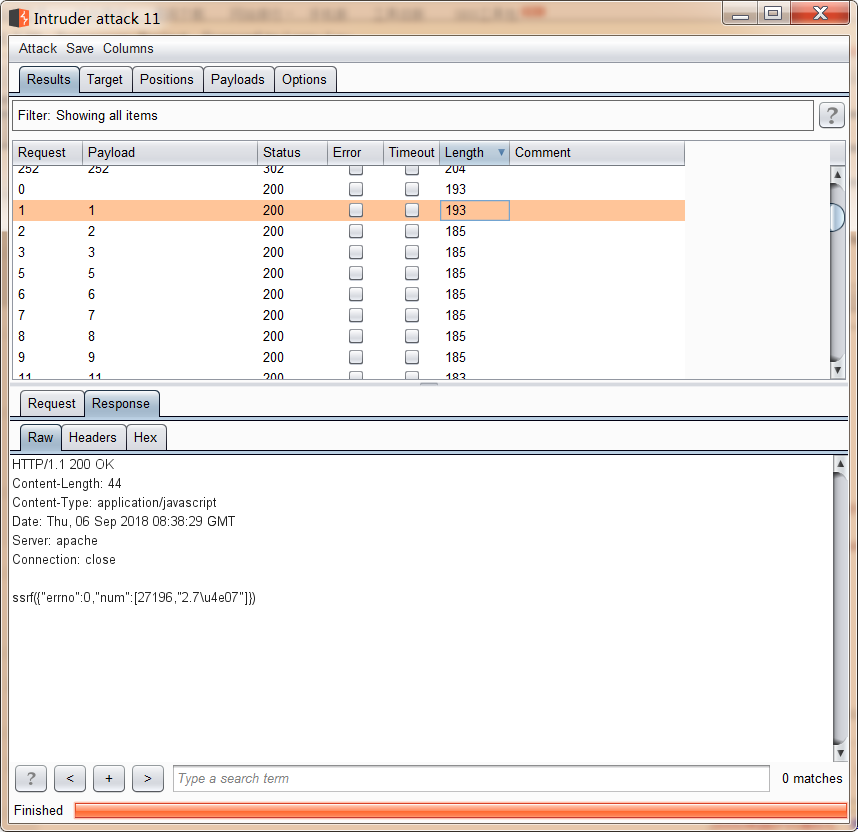 Intruder attack 11
Attack Save Columns
Results Target Positions Payloads Options
Filter: Showing all items ?
Request Payload Status Error Timeout Length Comment
252 252 302 204
0 200 193
1 1 200 193
2 2 200 185
3 3 200 185
5 5 200 185
6 6 200 185
7 7 200 185
8 8 200 185
9 9 200 185
11 11 200 183
Request Response
Raw Headers Hex
HTTP/1.1 200 OK
Content-Length: 44
Content-Type: application/javascript
Date: Thu, 06 Sep 2018 08:38:29 GMT
Server: apache
Connection: close
ssrf({"errno":0,"num":[27196,"2.7\u4e07"]})
? < + > Type a search term 0 matches
Finished